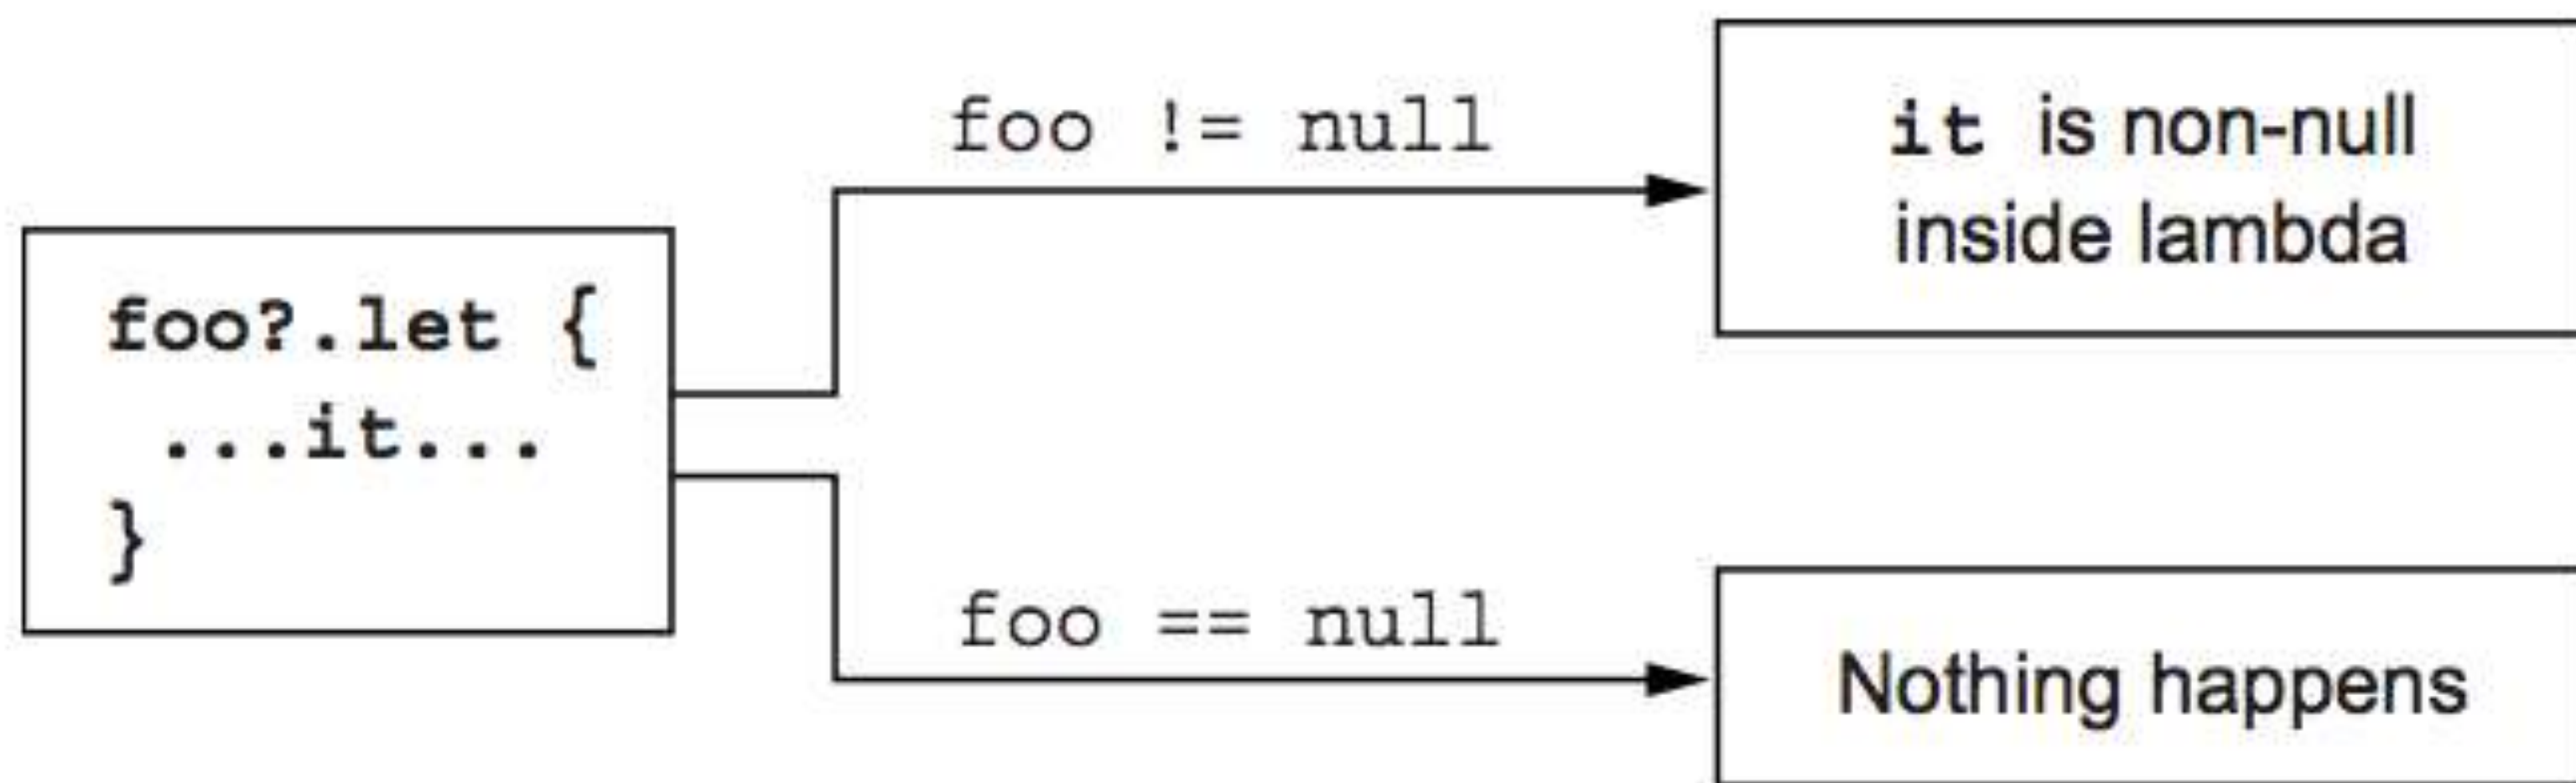 foo?.let {
...it...
}
foo != null
it is non-null
inside lambda
foo == null
Nothing happens